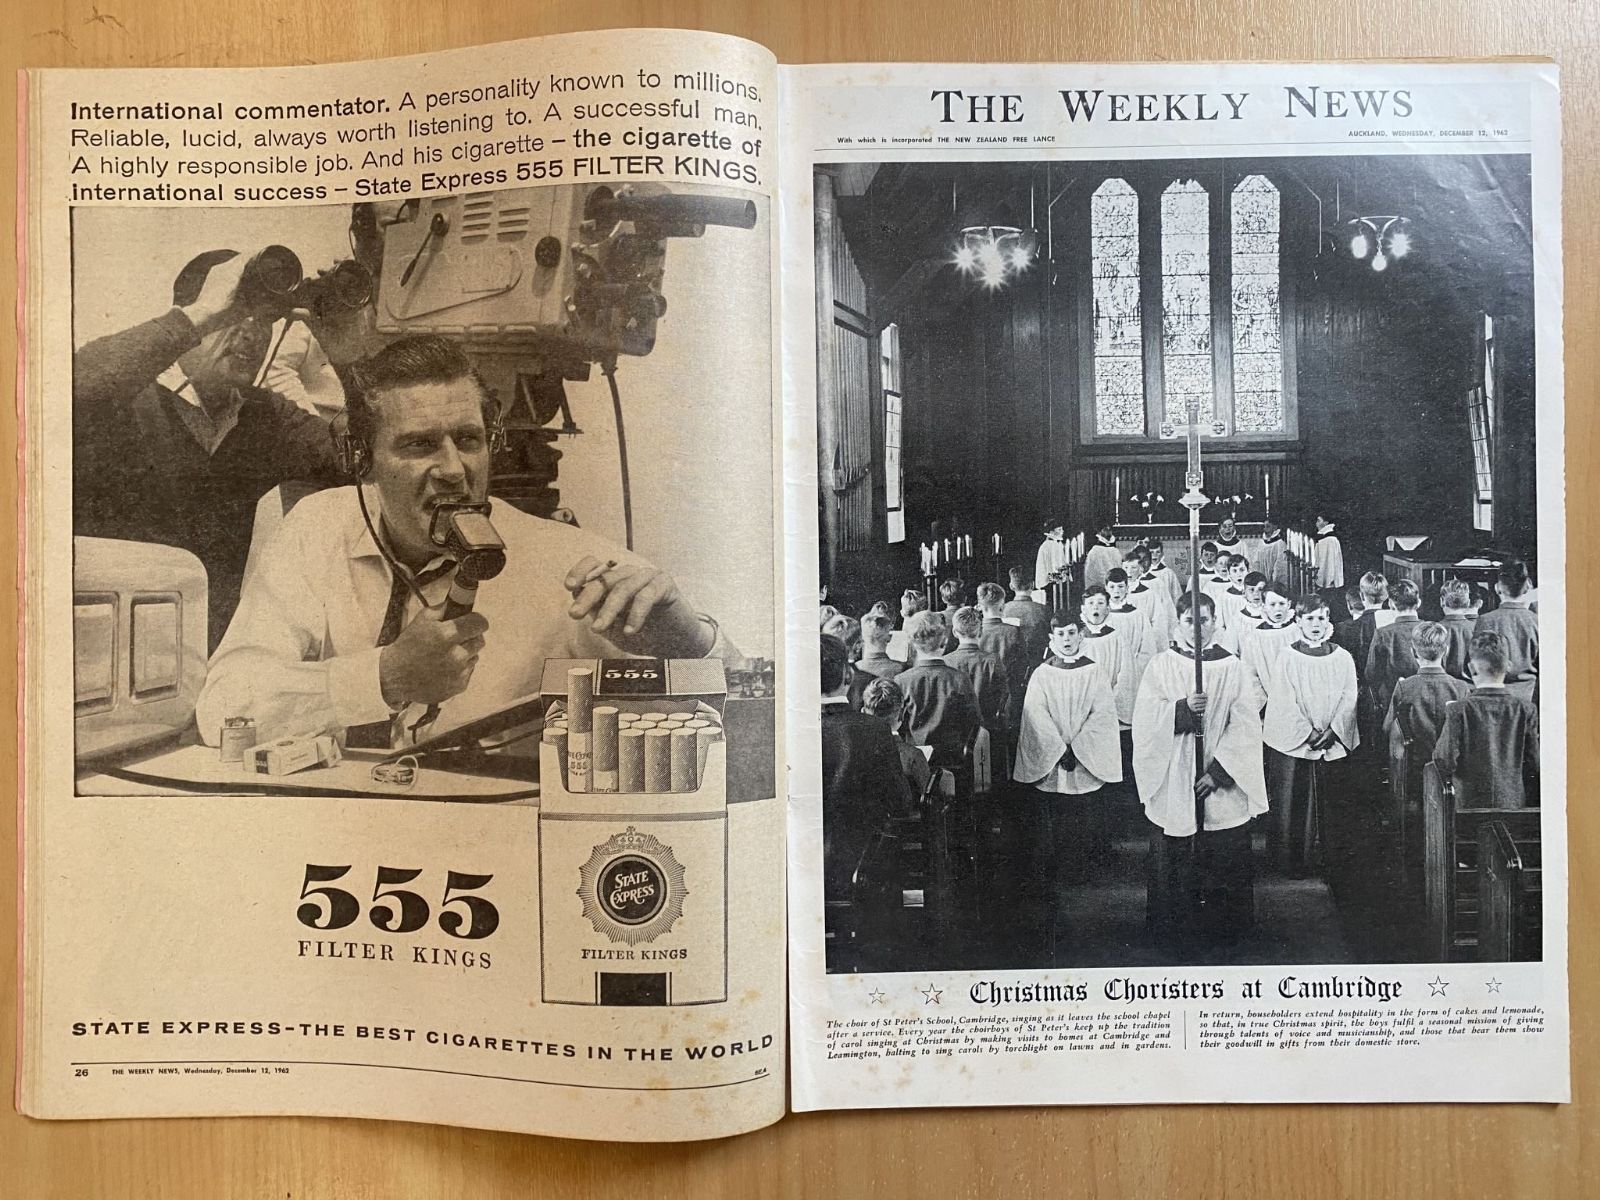 International commentator. A personality known to millions.
Reliable, lucid, always worth listening to. A successful man.
A highly responsible job. And his cigarette – the cigarette of
international success – State Express 555 FILTER KINGS.
555
STATE
EXPRESS
FILTER KINGS
555
FILTER KINGS
STATE EXPRESS–THE BEST CIGARETTES IN THE WORLD
26 THE WEEKLY NEWS, Wednesday, December 12, 1962
THE WEEKLY NEWS
With which is incorporated THE NEW ZEALAND FREE LANCE
AUCKLAND, WEDNESDAY, DECEMBER 12, 1962
Christmas Choristers at Cambridge
The choir of St Peter's School, Cambridge, singing as it leaves the school chapel
after a service. Every year the choirboys of St Peter's keep up the tradition
of carol singing at Christmas by making visits to homes at Cambridge and
Leamington, halting to sing carols by torchlight on lawns and in gardens.
In return, householders extend hospitality in the form of cakes and lemonade,
so that, in true Christmas spirit, the boys fulfil a seasonal mission of giving
through talents of voice and musicianship, and those that hear them show
their goodwill in gifts from their domestic store.